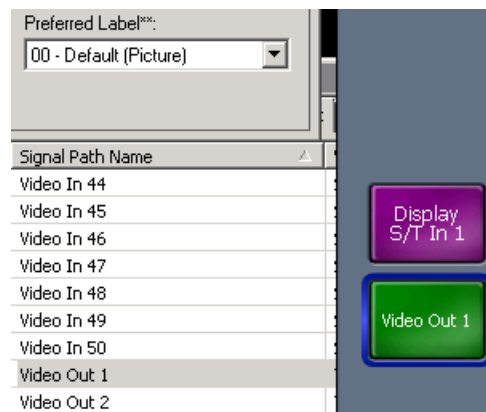 Preferred Label**:
00 - Default (Picture)
Signal Path Name
Video In 44
Video In 45
Video In 46
Video In 47
Video In 48
Video In 49
Video In 50
Video Out 1
Video Out 2
Display
S/T In 1
Video Out 1